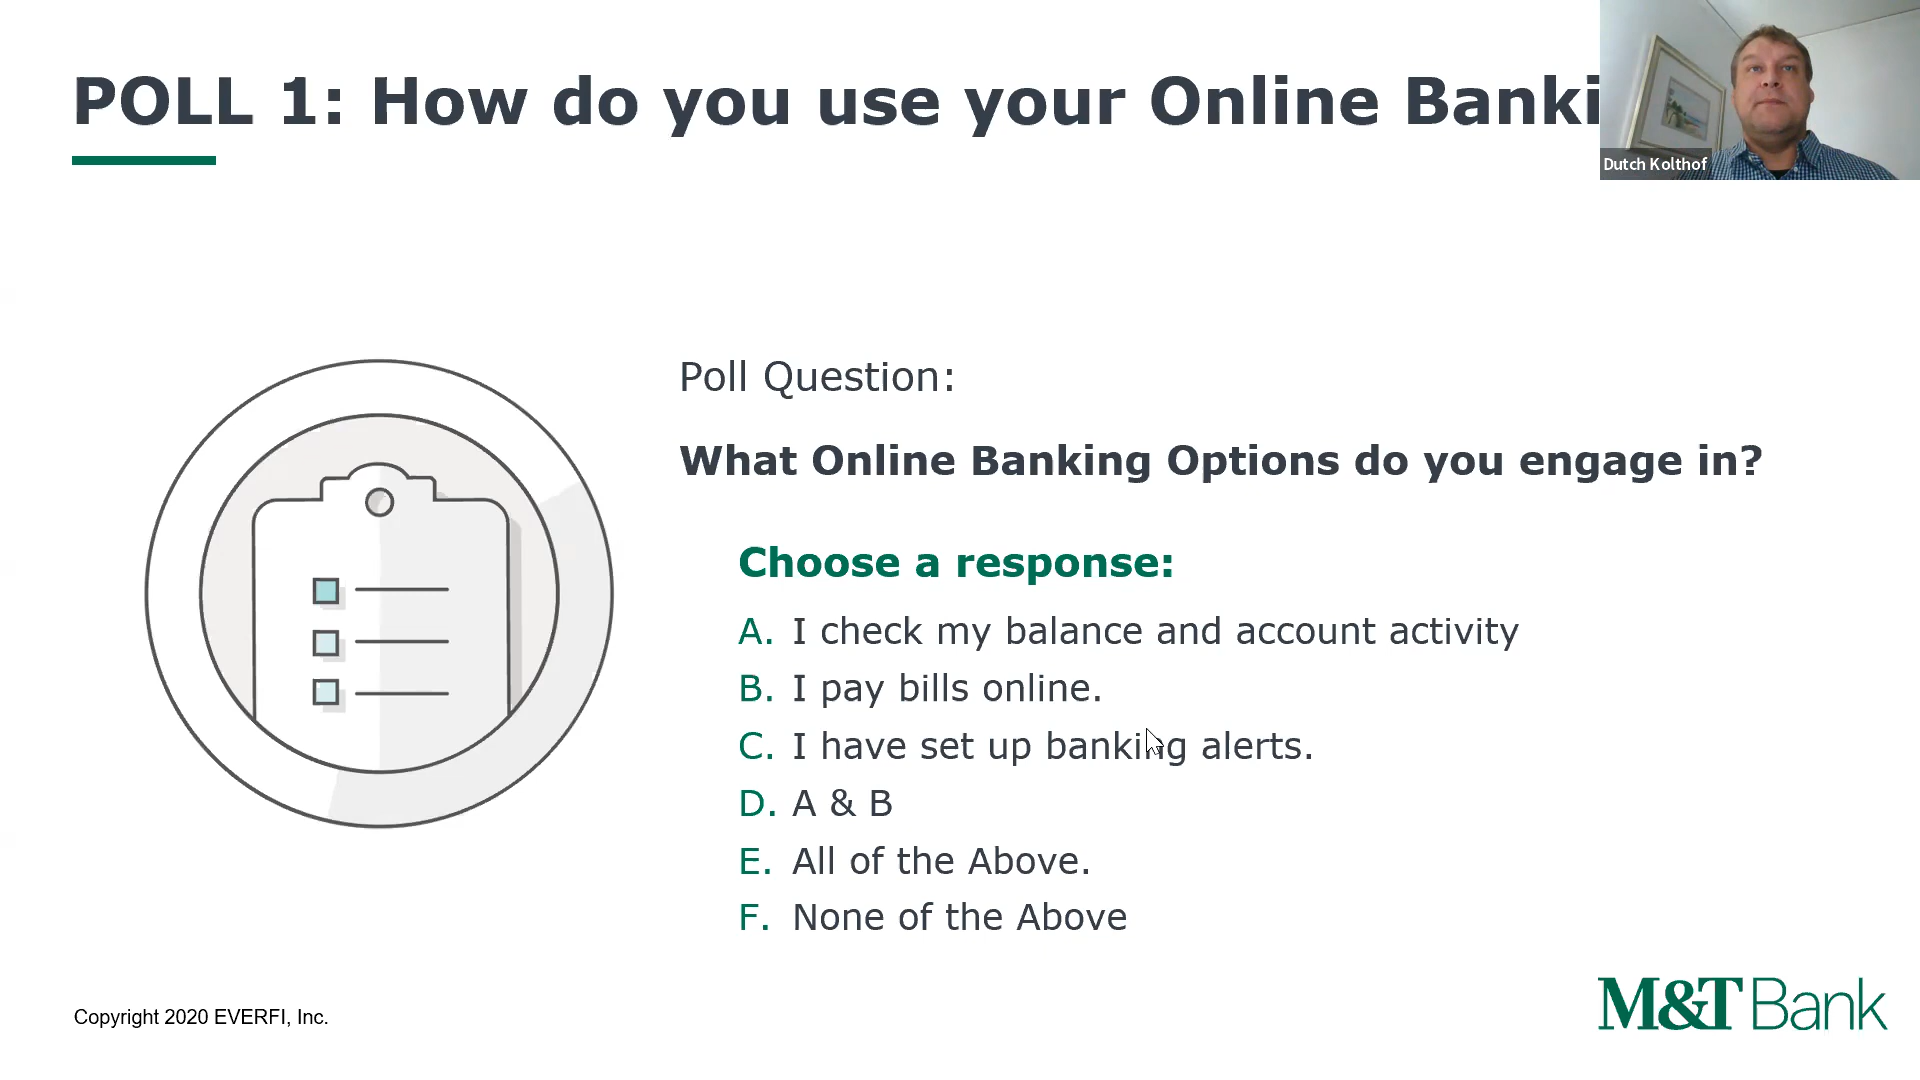 POLL 1: How do you use your Online Banki
Dutch Kolthof
Poll Question:
What Online Banking Options do you engage in?
Choose a response:
A. I check my balance and account activity
B. I pay bills online.
C. I have set up banking alerts.
D. A & B
E. All of the Above.
F. None of the Above
Copyright 2020 EVERFI, Inc.
M&T Bank